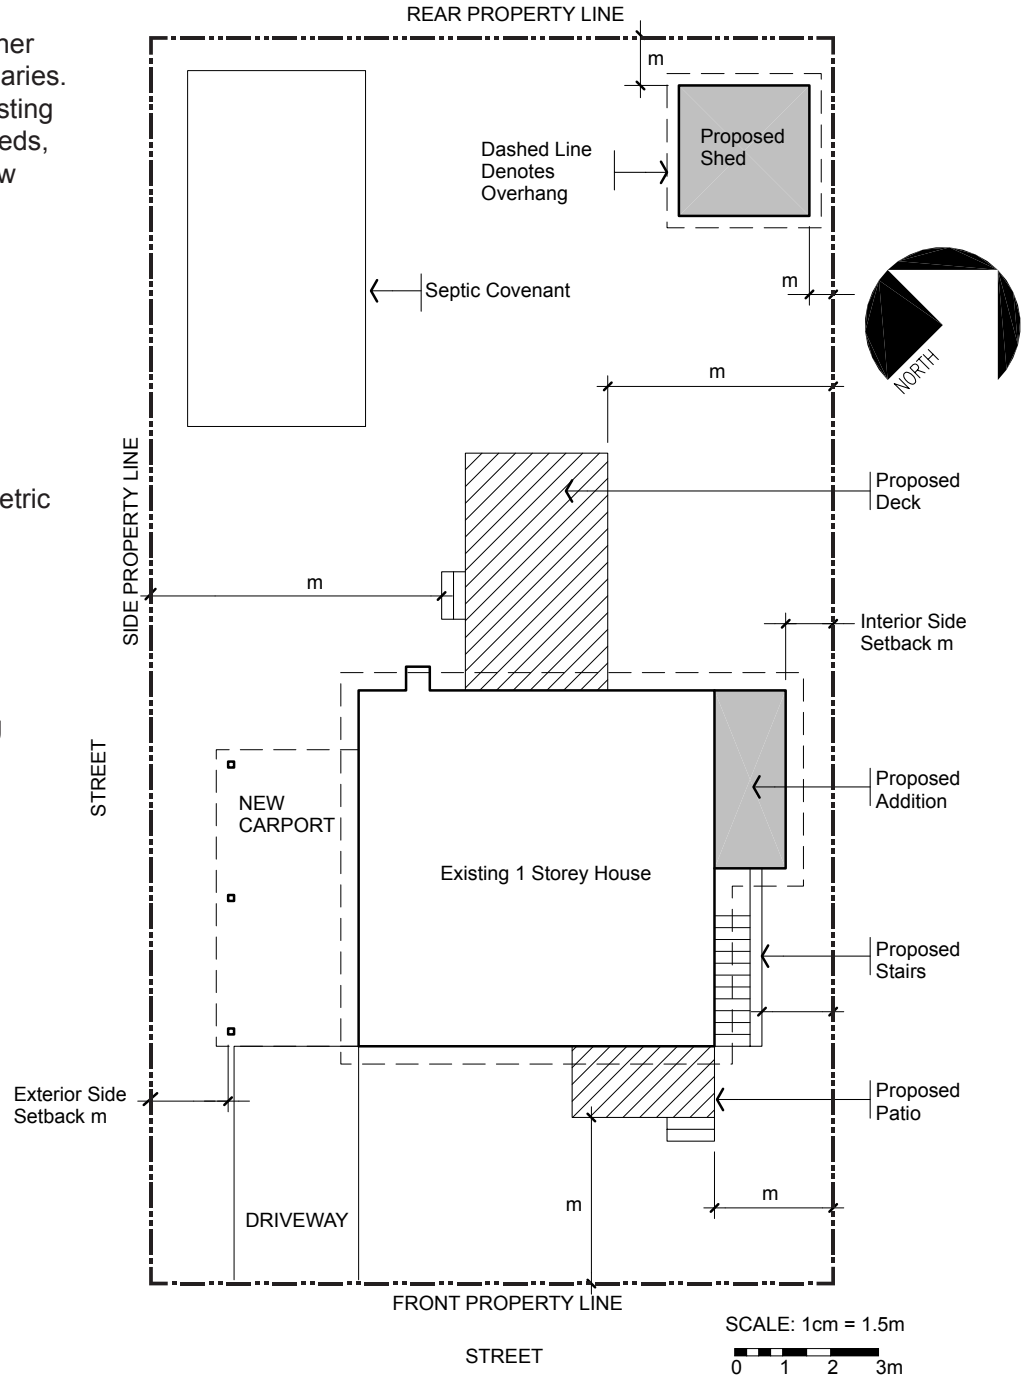 REAR PROPERTY LINE
ner
aries.
sting
eds,
w
m
Proposed
Shed
Dashed Line
Denotes
Overhang
m
Septic Covenant
NORTH
m
SIDE PROPERTY LINE
etric
Proposed
Deck
m
Interior Side
Setback m
STREET
NEW
CARPORT
Proposed
Addition
Existing 1 Storey House
Proposed
Stairs
Exterior Side
Setback m
Proposed
Patio
m
m
DRIVEWAY
FRONT PROPERTY LINE
SCALE: 1cm = 1.5m
STREET
0 1 2 3m